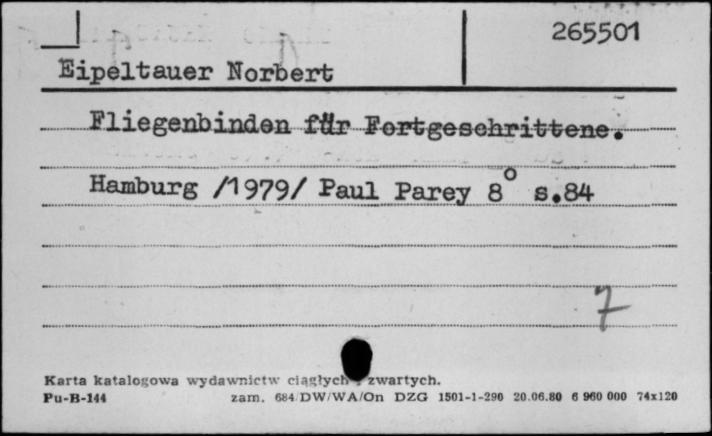 265501
Eipeltauer Norbert
Fliegenbinden für Fortgeschrittene.
Hamburg /1979/ Paul Parey 8° s.84
7
Karta katalogowa wydawnictw ciągłych i zwartych.
Pu-B-144 zam. 684/DW/WA/On DZG 1501-1-290 20.06.80 6 960 000 74x120